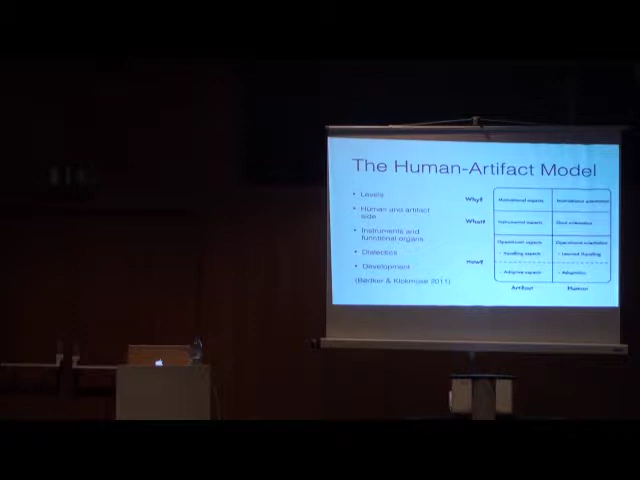 The Human-Artifact Model
• Levels
• Human and artifact
side
• Instruments and
functional organs
• Dialectics
• Development
(Bødker & Klokmose 2011)
Why? Motivational aspects Motivational orientation
What? Instrumental aspects Goal orientation
How? Operational aspects Operational orientation
- Handling aspects - Learned Handling
- Adaptive aspects - Adaptation
Artifact Human